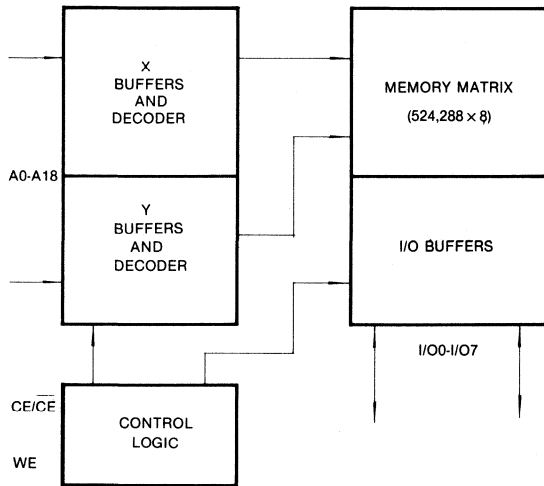 X
BUFFERS
AND
DECODER
MEMORY MATRIX
(524,288 × 8)
A0-A18
Y
BUFFERS
AND
DECODER
I/O BUFFERS
I/O0-I/O7
CE/C̅E̅
CONTROL
LOGIC
WE